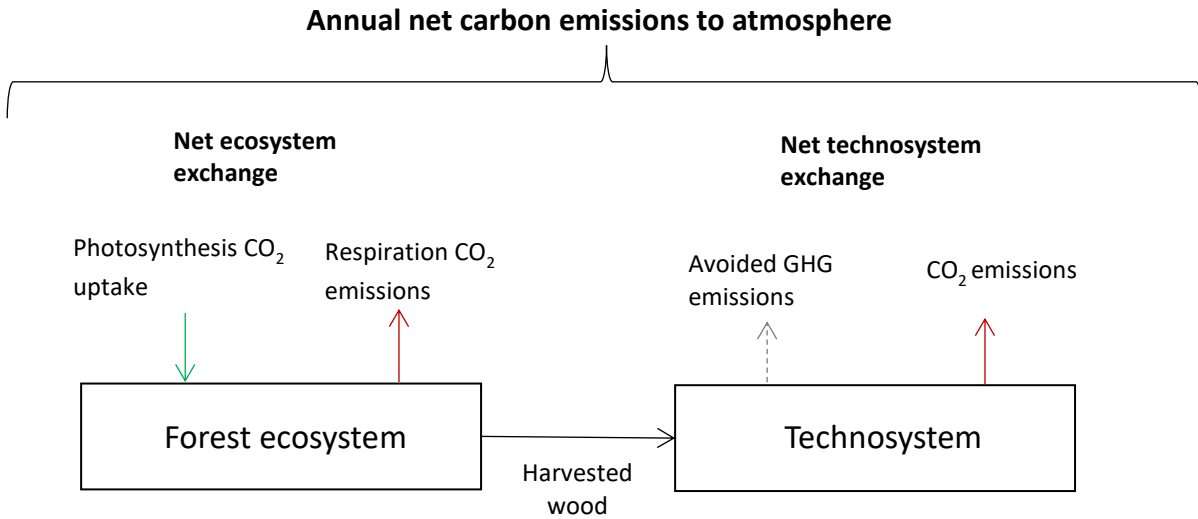 Annual net carbon emissions to atmosphere
Net ecosystem
exchange
Net technosystem
exchange
Photosynthesis CO₂
uptake
Respiration CO₂
emissions
Avoided GHG
emissions
CO₂ emissions
Forest ecosystem
Harvested
wood
Technosystem